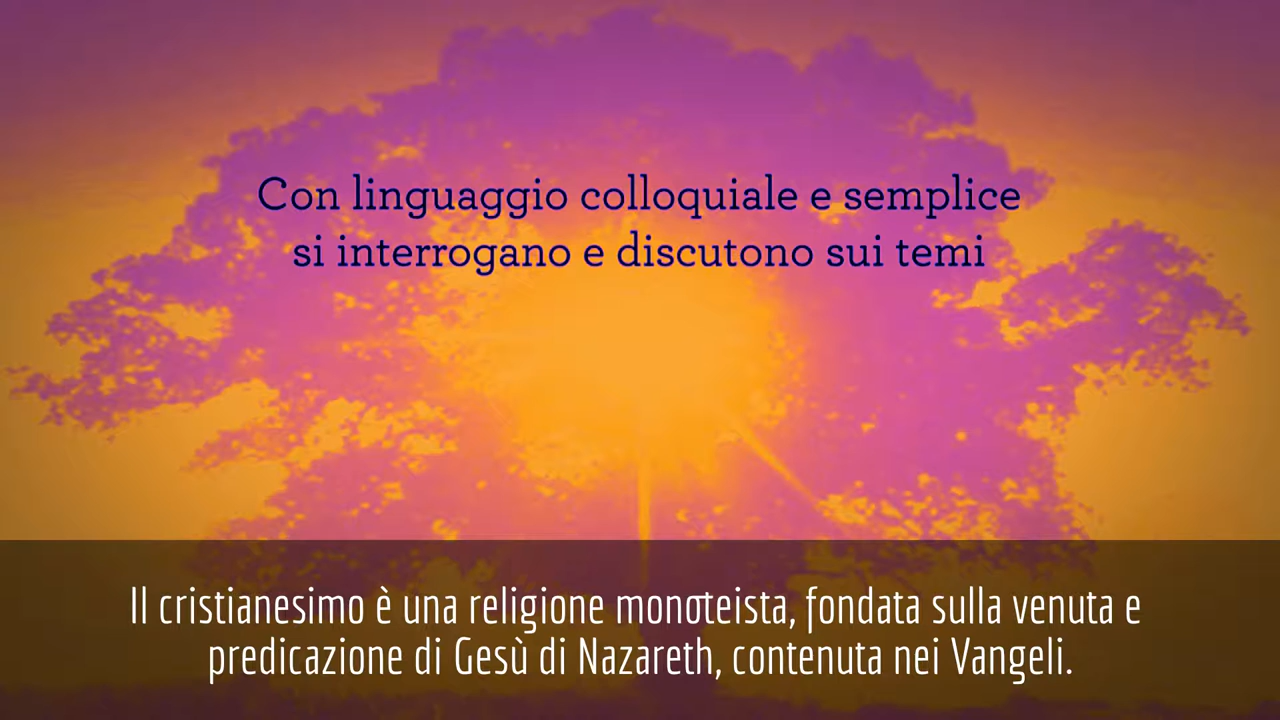 Con linguaggio colloquiale e semplice
si interrogano e discutono sui temi
Il cristianesimo è una religione monoteista, fondata sulla venuta e
predicazione di Gesù di Nazareth, contenuta nei Vangeli.